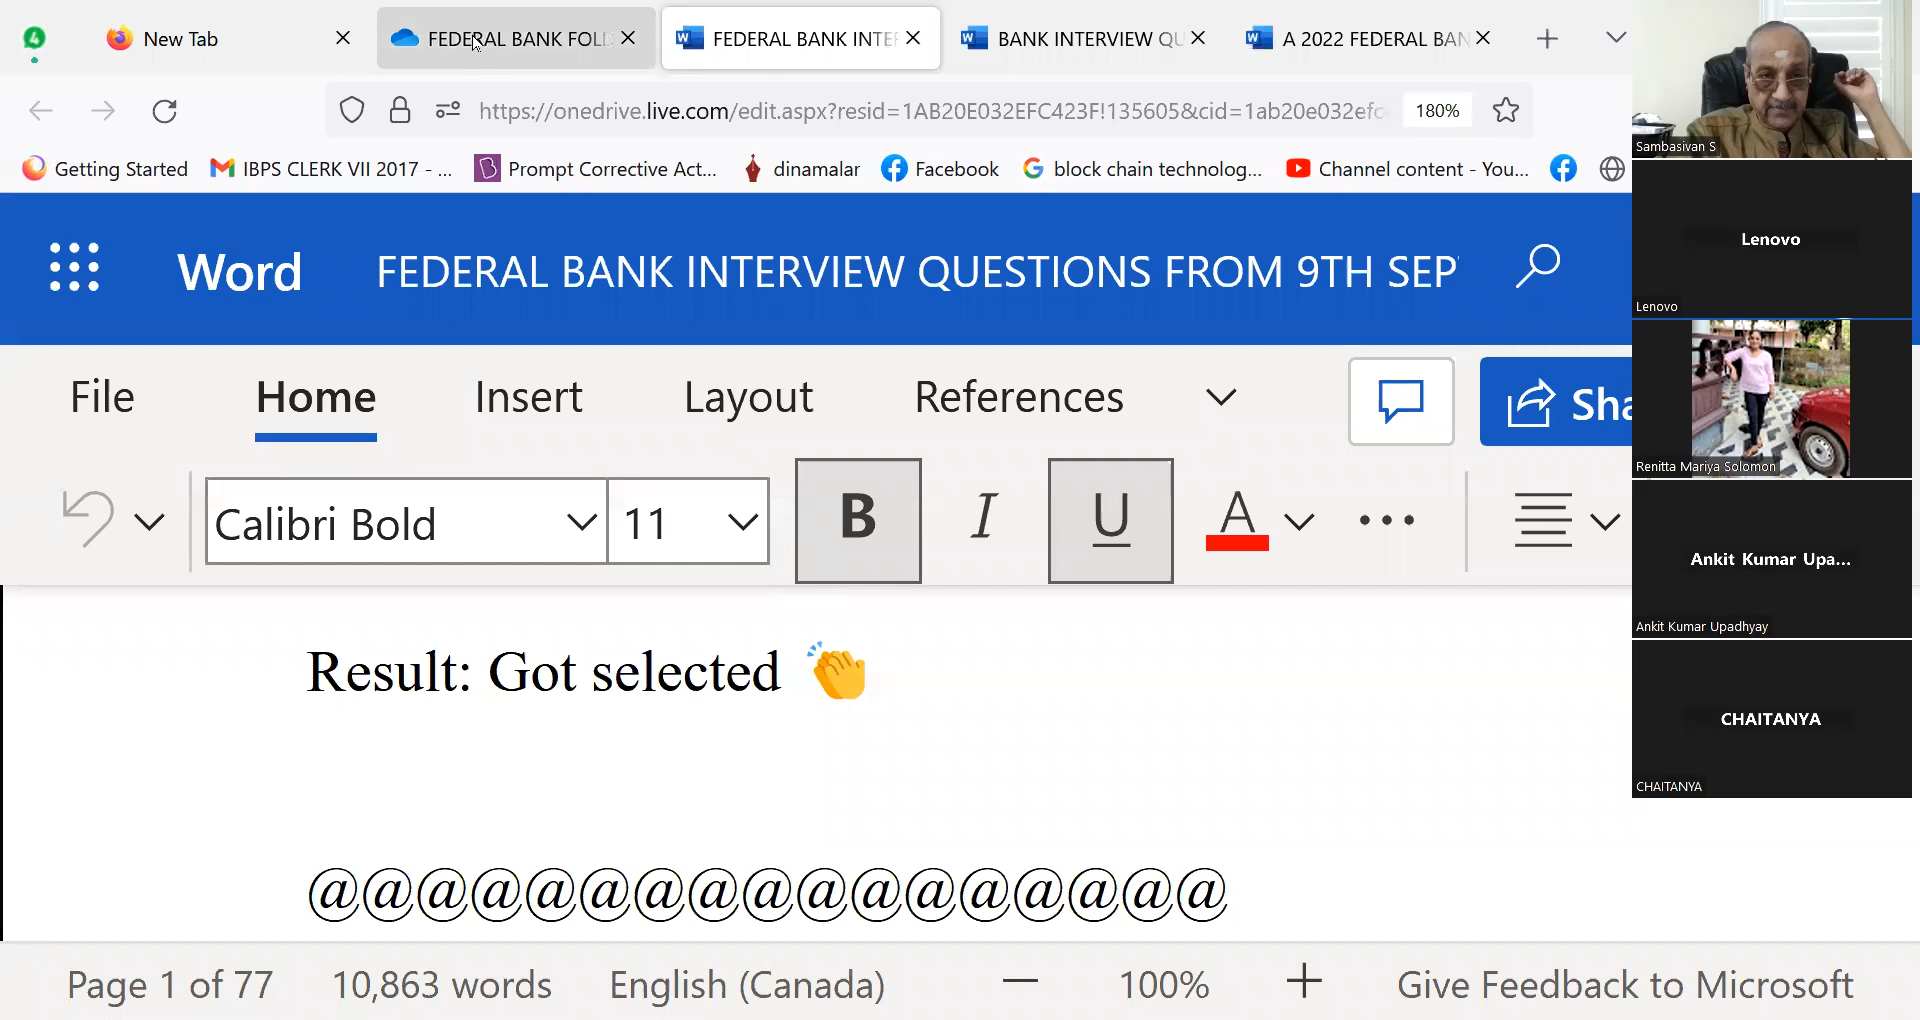 4
New Tab
FEDERAL BANK FOLD
FEDERAL BANK INTE
BANK INTERVIEW QU
A 2022 FEDERAL BAN
https://onedrive.live.com/edit.aspx?resid=1AB20E032EFC423F!135605&cid=1ab20e032efc
180%
Getting Started
IBPS CLERK VII 2017 - ...
Prompt Corrective Act...
dinamalar
Facebook
block chain technolog...
Channel content - You...
Word
FEDERAL BANK INTERVIEW QUESTIONS FROM 9TH SEP
File
Home
Insert
Layout
References
Sha
Calibri Bold
11
B
I
U
A
Result: Got selected 👏
@@@@@@@@@@@@@@@@@
Page 1 of 77
10,863 words
English (Canada)
100%
Give Feedback to Microsoft
Sambasivan S
Lenovo
Lenovo
Renitta Mariya Solomon
Ankit Kumar Upa...
Ankit Kumar Upadhyay
CHAITANYA
CHAITANYA